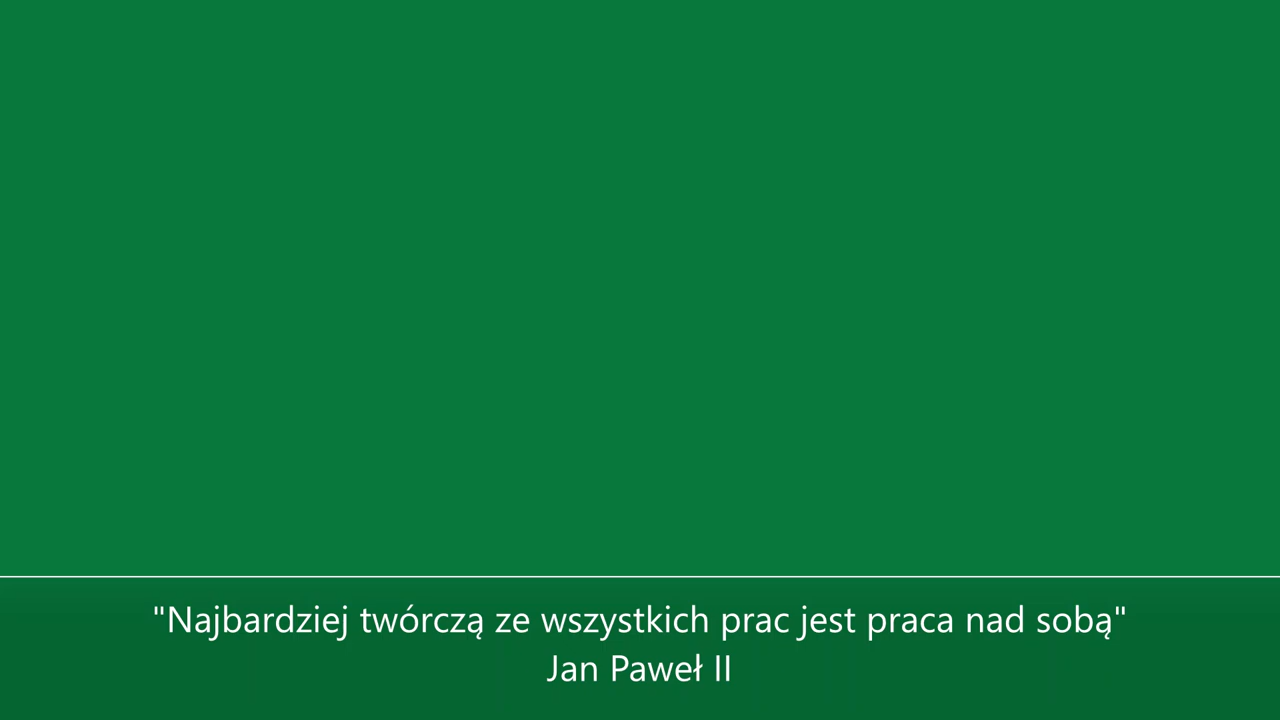 "Najbardziej twórczą ze wszystkich prac jest praca nad sobą"
Jan Paweł II